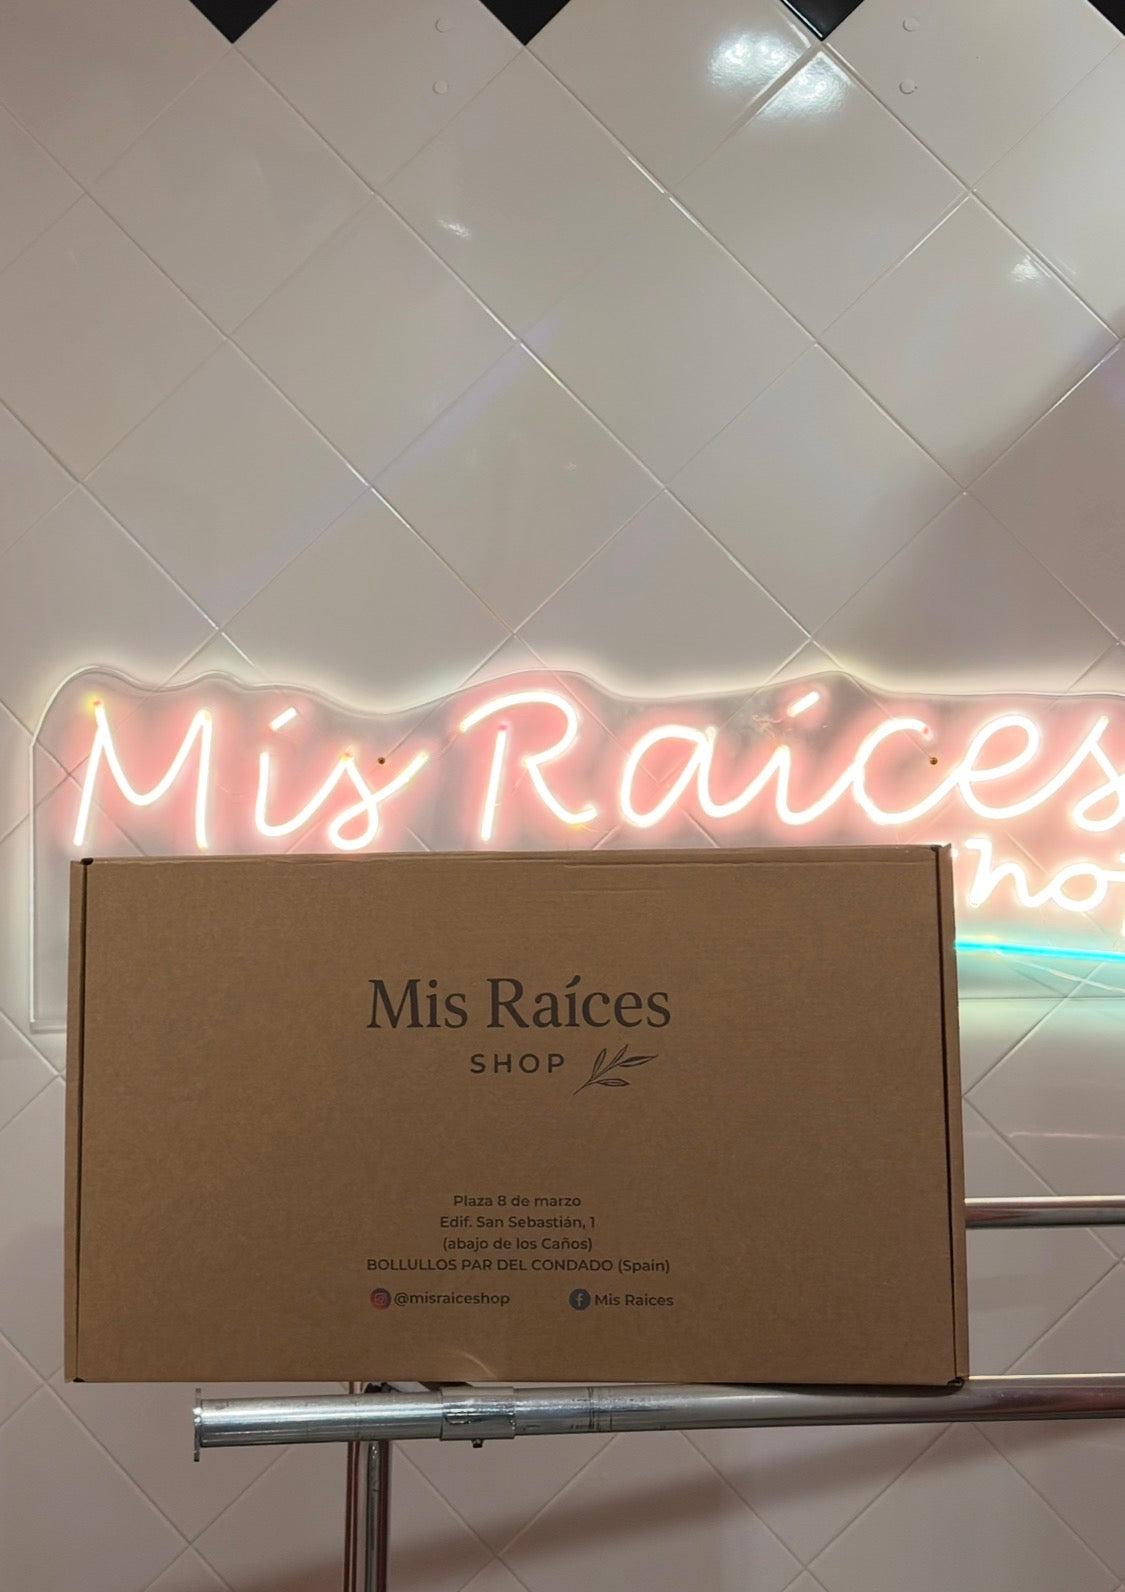 Mis Raíces
Mis Raíces
SHOP
Plaza 8 de marzo
Edif. San Sebastián, 1
(abajo de los Caños)
BOLLULLOS PAR DEL CONDADO (Spain)
@misraiceshop
Mis Raices